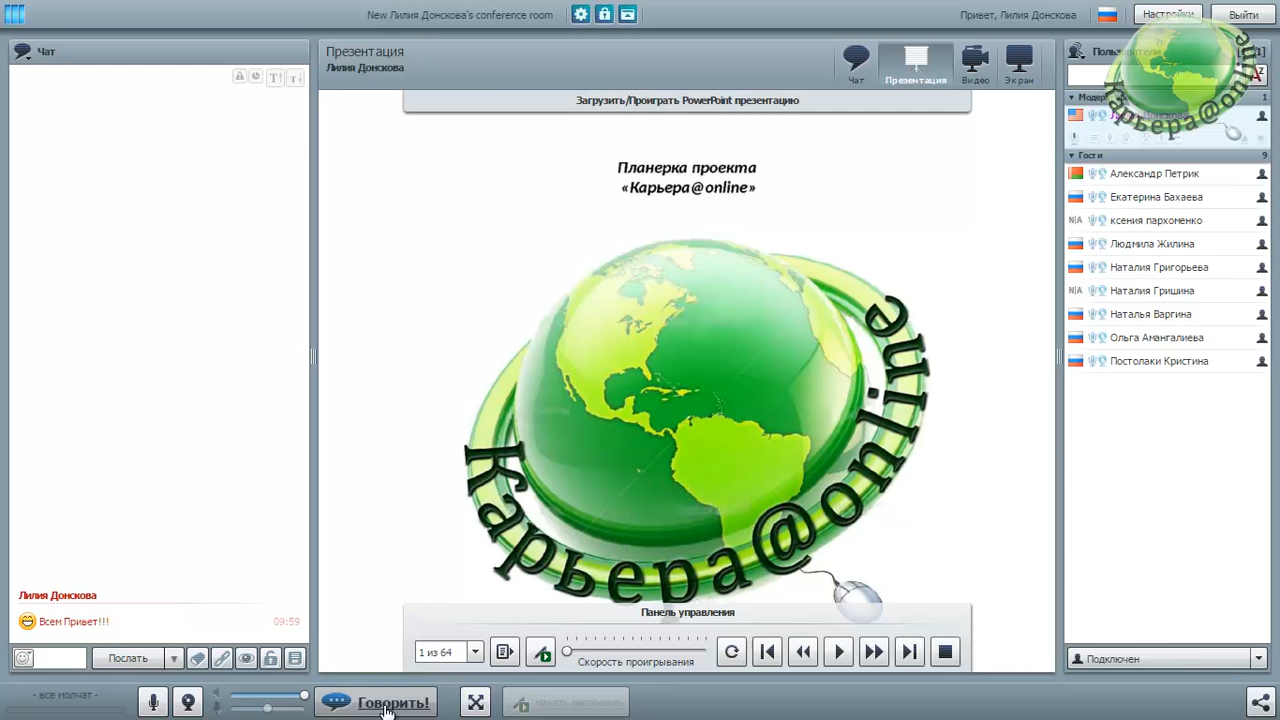 New Лилия Донскова's conference room
Привет, Лилия Донскова
Настройки
Выйти
Чат
Презентация
Лилия Донскова
Чат
Презентация
Видео
Экран
Загрузить/Проиграть PowerPoint презентацию
Планерка проекта
«Карьера@online»
Карьера@online
Лилия Донскова
Всем Привет!!!
09:59
Послать
Панель управления
1 из 64
Скорость проигрывания
- все молчат -
Говорить!
Карьера@online
1
Гости
9
Александр Петрик
Екатерина Бахаева
N/A
ксения пархоменко
Людмила Жилина
Наталия Григорьева
N/A
Наталия Гришина
Наталья Варгина
Ольга Амангалиева
Постолаки Кристина
Подключен